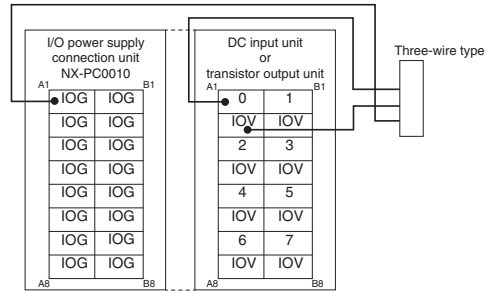 I/O power supply
connection unit
NX-PC0010
A1 B1
IOG IOG
IOG IOG
IOG IOG
IOG IOG
IOG IOG
IOG IOG
IOG IOG
IOG IOG
A8 B8
DC input unit
or
transistor output unit
A1 B1
0 1
IOV IOV
2 3
IOV IOV
4 5
IOV IOV
6 7
IOV IOV
A8 B8
Three-wire type